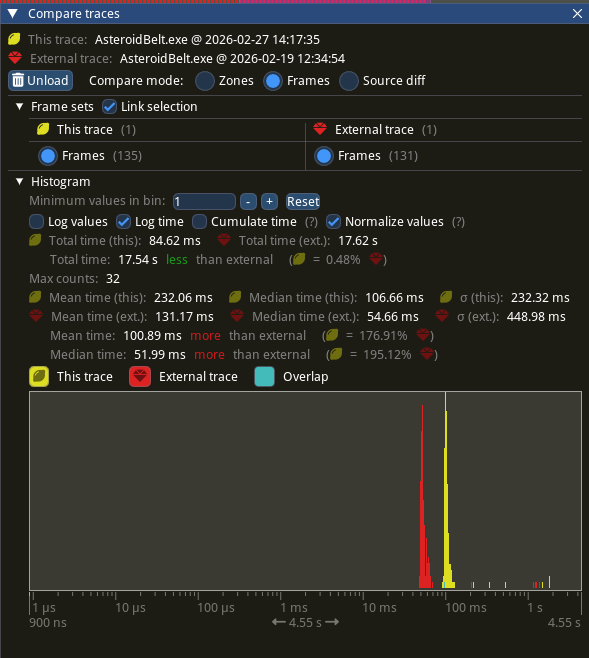 Compare traces
This trace: AsteroidBelt.exe @ 2026-02-27 14:17:35
External trace: AsteroidBelt.exe @ 2026-02-19 12:34:54
Unload Compare mode: Zones Frames Source diff
Frame sets Link selection
This trace (1) External trace (1)
Frames (135) Frames (131)
Histogram
Minimum values in bin: 1 - + Reset
Log values Log time Cumulate time (?) Normalize values (?)
Total time (this): 84.62 ms Total time (ext.): 17.62 s
Total time: 17.54 s less than external ( = 0.48% )
Max counts: 32
Mean time (this): 232.06 ms Median time (this): 106.66 ms σ (this): 232.32 ms
Mean time (ext.): 131.17 ms Median time (ext.): 54.66 ms σ (ext.): 448.98 ms
Mean time: 100.89 ms more than external ( = 176.91% )
Median time: 51.99 ms more than external ( = 195.12% )
This trace External trace Overlap
1 µs 10 µs 100 µs 1 ms 10 ms 100 ms 1 s
900 ns 4.55 s 4.55 s